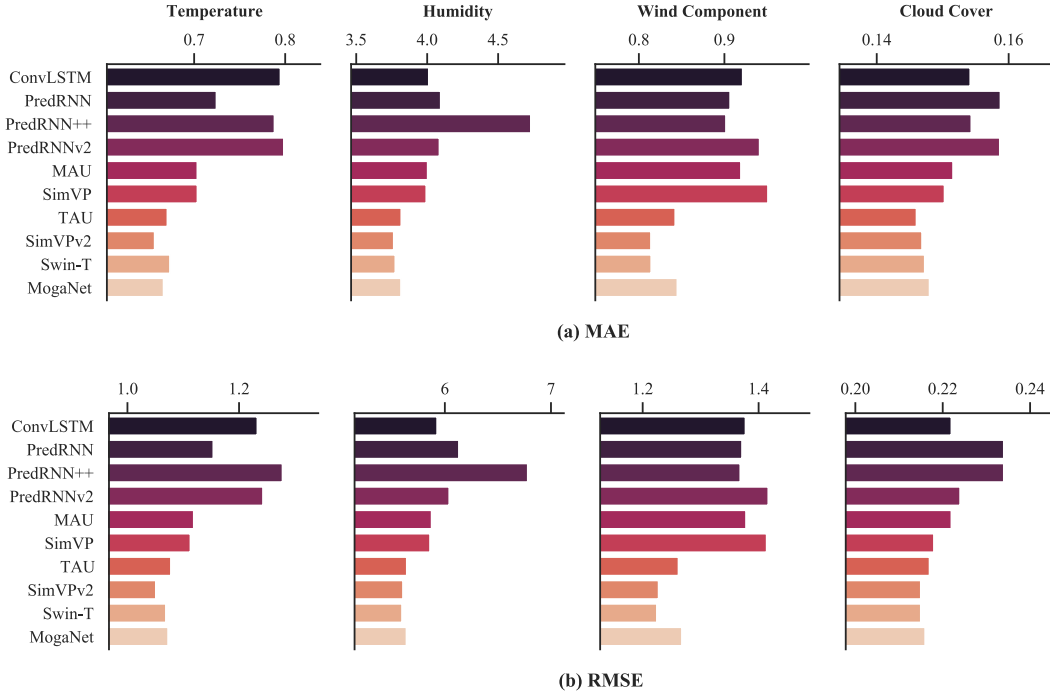 Temperature Humidity Wind Component Cloud Cover
0.7 0.8 3.5 4.0 4.5 0.8 0.9 0.14 0.16
ConvLSTM
PredRNN
PredRNN++
PredRNNv2
MAU
SimVP
TAU
SimVPv2
Swin-T
MogaNet
(a) MAE
1.0 1.2 6 7 1.2 1.4 0.20 0.22 0.24
ConvLSTM
PredRNN
PredRNN++
PredRNNv2
MAU
SimVP
TAU
SimVPv2
Swin-T
MogaNet
(b) RMSE